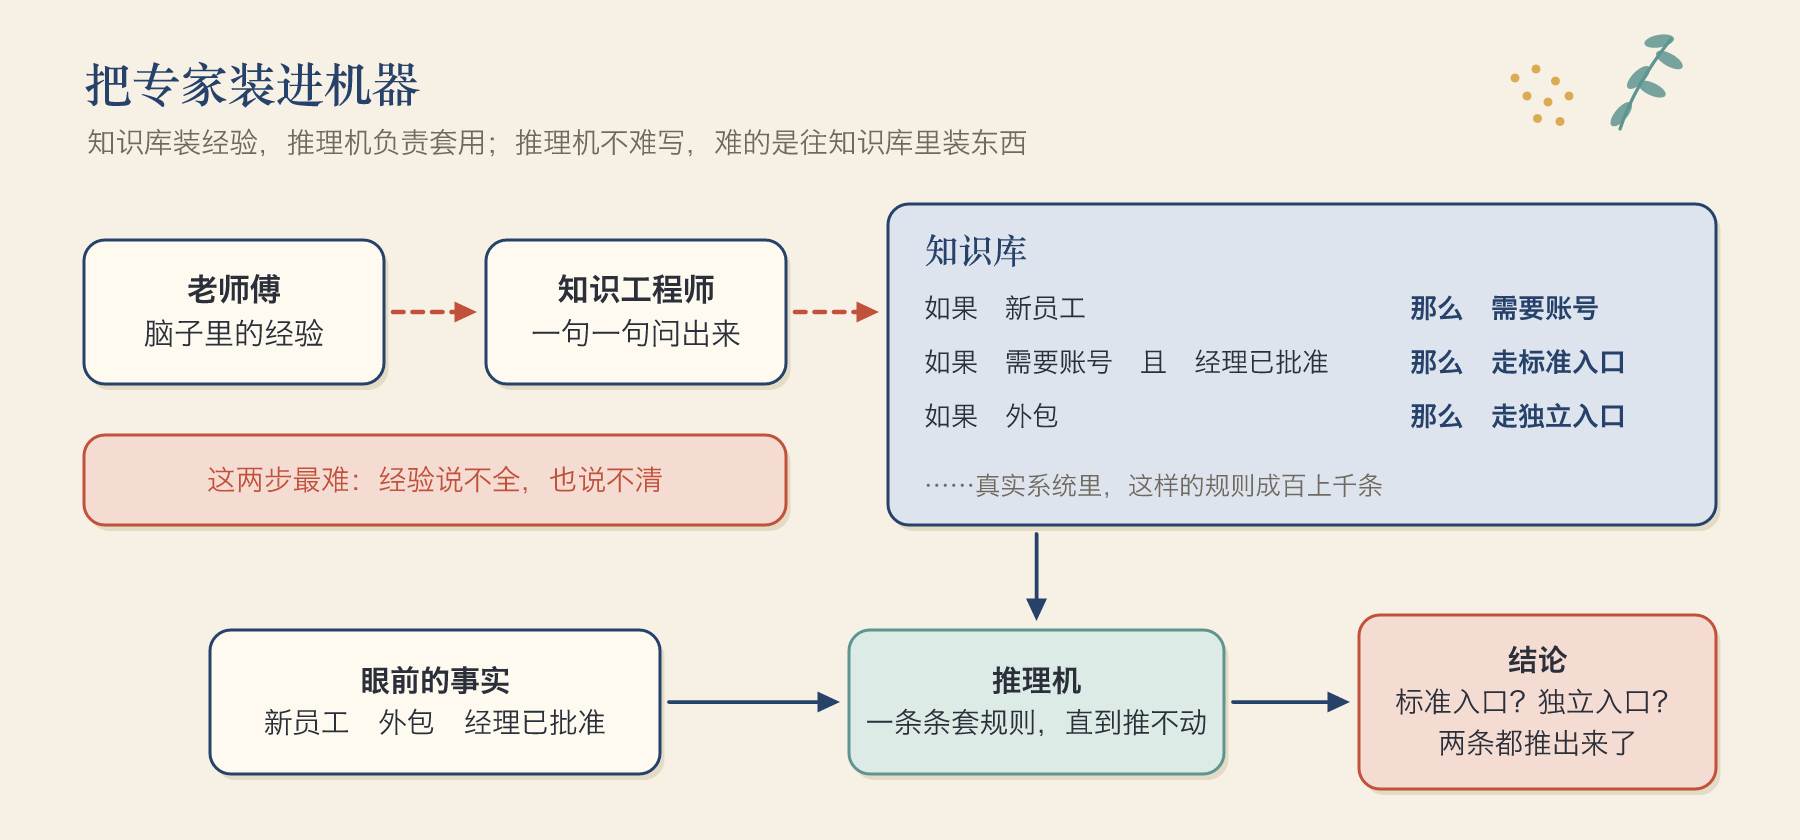 把专家装进机器
知识库装经验，推理机负责套用；推理机不难写，难的是往知识库里装东西
老师傅
脑子里的经验
知识工程师
一句一句问出来
知识库
如果 新员工 那么 需要账号
如果 需要账号 且 经理已批准 那么 走标准入口
如果 外包 那么 走独立入口
……真实系统里，这样的规则成百上千条
这两步最难：经验说不全，也说不清
眼前的事实
新员工 外包 经理已批准
推理机
一条条套规则，直到推不动
结论
标准入口？独立入口？
两条都推出来了